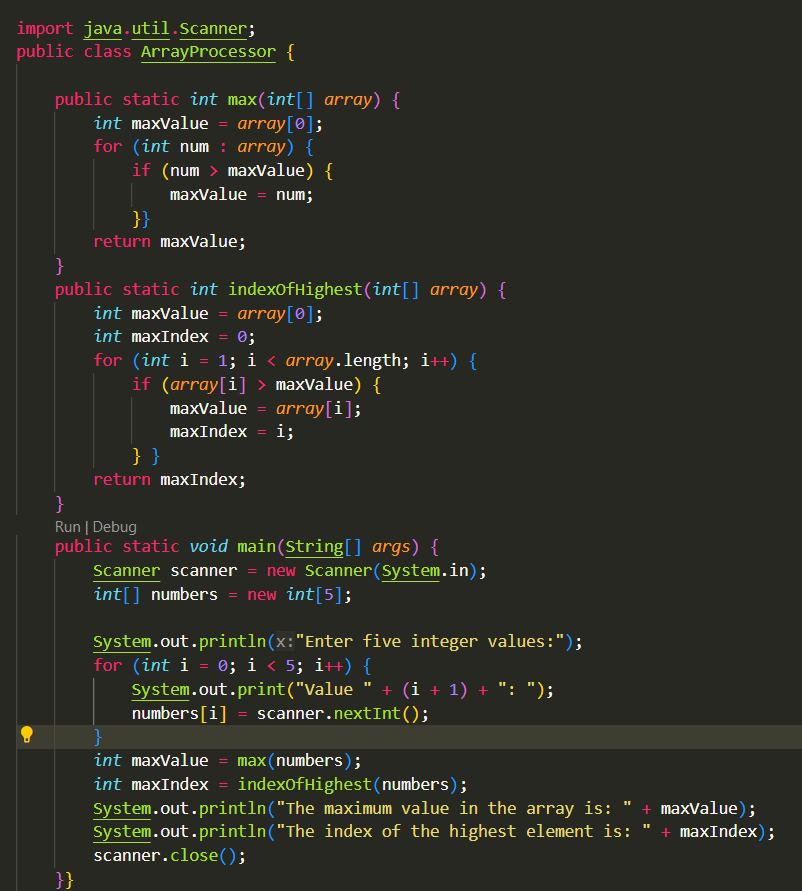 import java.util.Scanner;
public class ArrayProcessor {
    public static int max(int[] array) {
        int maxValue = array[0];
        for (int num : array) {
            if (num > maxValue) {
                maxValue = num;
            }}
        return maxValue;
    }
    public static int indexOfHighest(int[] array) {
        int maxValue = array[0];
        int maxIndex = 0;
        for (int i = 1; i < array.length; i++) {
            if (array[i] > maxValue) {
                maxValue = array[i];
                maxIndex = i;
            } }
        return maxIndex;
    }
    Run | Debug
    public static void main(String[] args) {
        Scanner scanner = new Scanner(System.in);
        int[] numbers = new int[5];
        System.out.println(x:"Enter five integer values:");
        for (int i = 0; i < 5; i++) {
            System.out.print("Value " + (i + 1) + ": ");
            numbers[i] = scanner.nextInt();
        }
        int maxValue = max(numbers);
        int maxIndex = indexOfHighest(numbers);
        System.out.println("The maximum value in the array is: " + maxValue);
        System.out.println("The index of the highest element is: " + maxIndex);
        scanner.close();
    }}